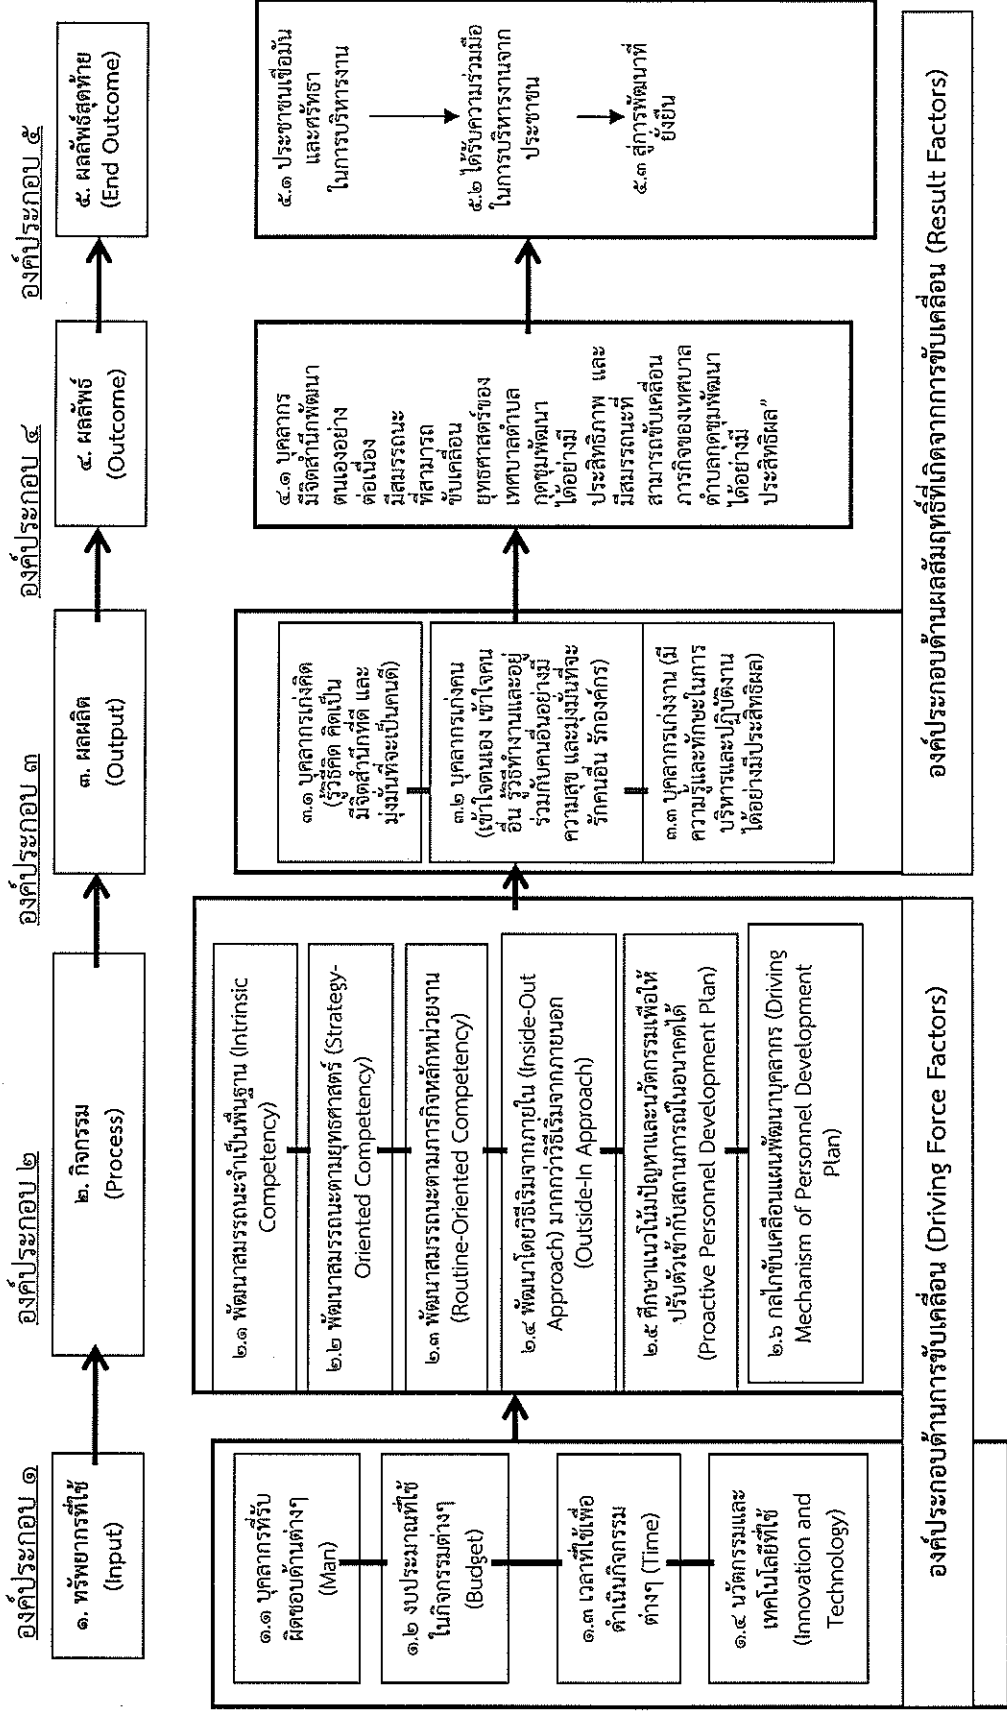 องค์ประกอบ ๑
๑. ทรัพยากรที่ใช้
(Input)
๑.๑ บุคลากรที่รับ
ผิดชอบด้านต่างๆ
(Man)
๑.๒ งบประมาณที่ใช้
ในกิจกรรมต่างๆ
(Budget)
๑.๓ เวลาที่ใช้เพื่อ
ดำเนินกิจกรรม
ต่างๆ (Time)
๑.๔ นวัตกรรมและ
เทคโนโลยีที่ใช้
(Innovation and
Technology)
องค์ประกอบ ๒
๒. กิจกรรม
(Process)
๒.๑ พัฒนาสมรรถนะจำเป็นพื้นฐาน (Intrinsic
Competency)
๒.๒ พัฒนาสมรรถนะตามยุทธศาสตร์ (Strategy-
Oriented Competency)
๒.๓ พัฒนาสมรรถนะตามภารกิจหลักหน่วยงาน
(Routine-Oriented Competency)
๒.๔ พัฒนาโดยวิธีเริ่มจากภายใน (Inside-Out
Approach) มากกว่าวิธีเริ่มจากภายนอก
(Outside-In Approach)
๒.๕ ศึกษาแนวโน้มปัญหาและนวัตกรรมเพื่อให้
ปรับตัวเข้ากับสถานการณ์ในอนาคตได้
(Proactive Personnel Development Plan)
๒.๖ กลไกขับเคลื่อนแผนพัฒนาบุคลากร (Driving
Mechanism of Personnel Development
Plan)
องค์ประกอบด้านการขับเคลื่อน (Driving Force Factors)
องค์ประกอบ ๓
๓. ผลผลิต
(Output)
๓.๑ บุคลากรเก่งคิด
(รู้วิธีคิด คิดเป็น
มีจิตสำนึกที่ดี และ
มุ่งมั่นที่จะเป็นคนดี)
๓.๒ บุคลากรเก่งคน
(เข้าใจตนเอง เข้าใจคน
อื่น รู้วิธีทำงานและอยู่
ร่วมกับคนอื่นอย่างมี
ความสุข และมุ่งมั่นที่จะ
รักคนอื่น รักองค์กร)
๓.๓ บุคลากรเก่งงาน (มี
ความรู้และทักษะในการ
บริหารและปฏิบัติงาน
ได้อย่างมีประสิทธิผล)
องค์ประกอบ ๔
๔. ผลลัพธ์
(Outcome)
๔.๑ บุคลากร
มีจิตสำนึกพัฒนา
ตนเองอย่าง
ต่อเนื่อง
มีสมรรถนะ
ที่สามารถ
ขับเคลื่อน
ยุทธศาสตร์ของ
เทศบาลตำบล
กุดชุมพัฒนา
ได้อย่างมี
ประสิทธิภาพ และ
มีสมรรถนะที่
สามารถขับเคลื่อน
ภารกิจของเทศบาล
ตำบลกุดชุมพัฒนา
ได้อย่างมี
ประสิทธิผล”
องค์ประกอบ ๕
๕. ผลลัพธ์สุดท้าย
(End Outcome)
๕.๑ ประชาชนเชื่อมั่น
และศรัทธา
ในการบริหารงาน
๕.๒ ได้รับความร่วมมือ
ในการบริหารงานจาก
ประชาชน
๕.๓ สู่การพัฒนาที่
ยั่งยืน
องค์ประกอบด้านผลสัมฤทธิ์ที่เกิดจากการขับเคลื่อน (Result Factors)